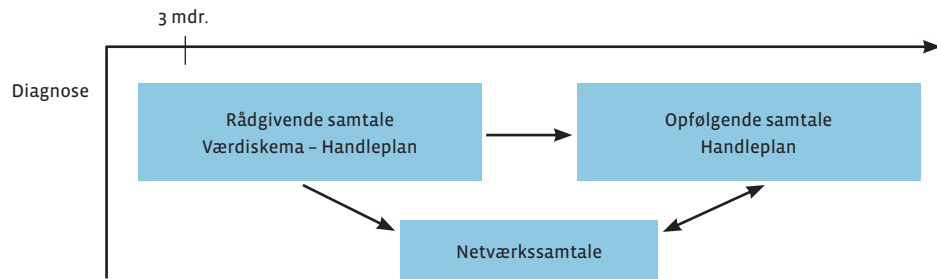 3 mdr.
Diagnose
Rådgivende samtale
Værdiskema – Handleplan
Opfølgende samtale
Handleplan
Netværkssamtale